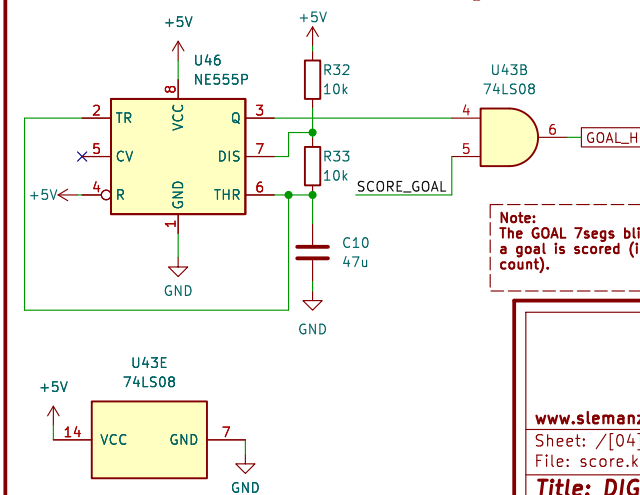 +5V
+5V
U46
NE555P
8
VCC
2
TR
Q
3
5
CV
DIS
7
+5V
4
R
THR
6
GND
1
GND
R32
10k
R33
10k
C10
47u
GND
U43B
74LS08
4
5
6
SCORE_GOAL
GOAL_H
Note:
The GOAL 7segs bli
a goal is scored (i
count).
U43E
74LS08
+5V
14
VCC
GND
7
GND
www.slemanz
Sheet: /[04]
File: score.k
Title: DIG